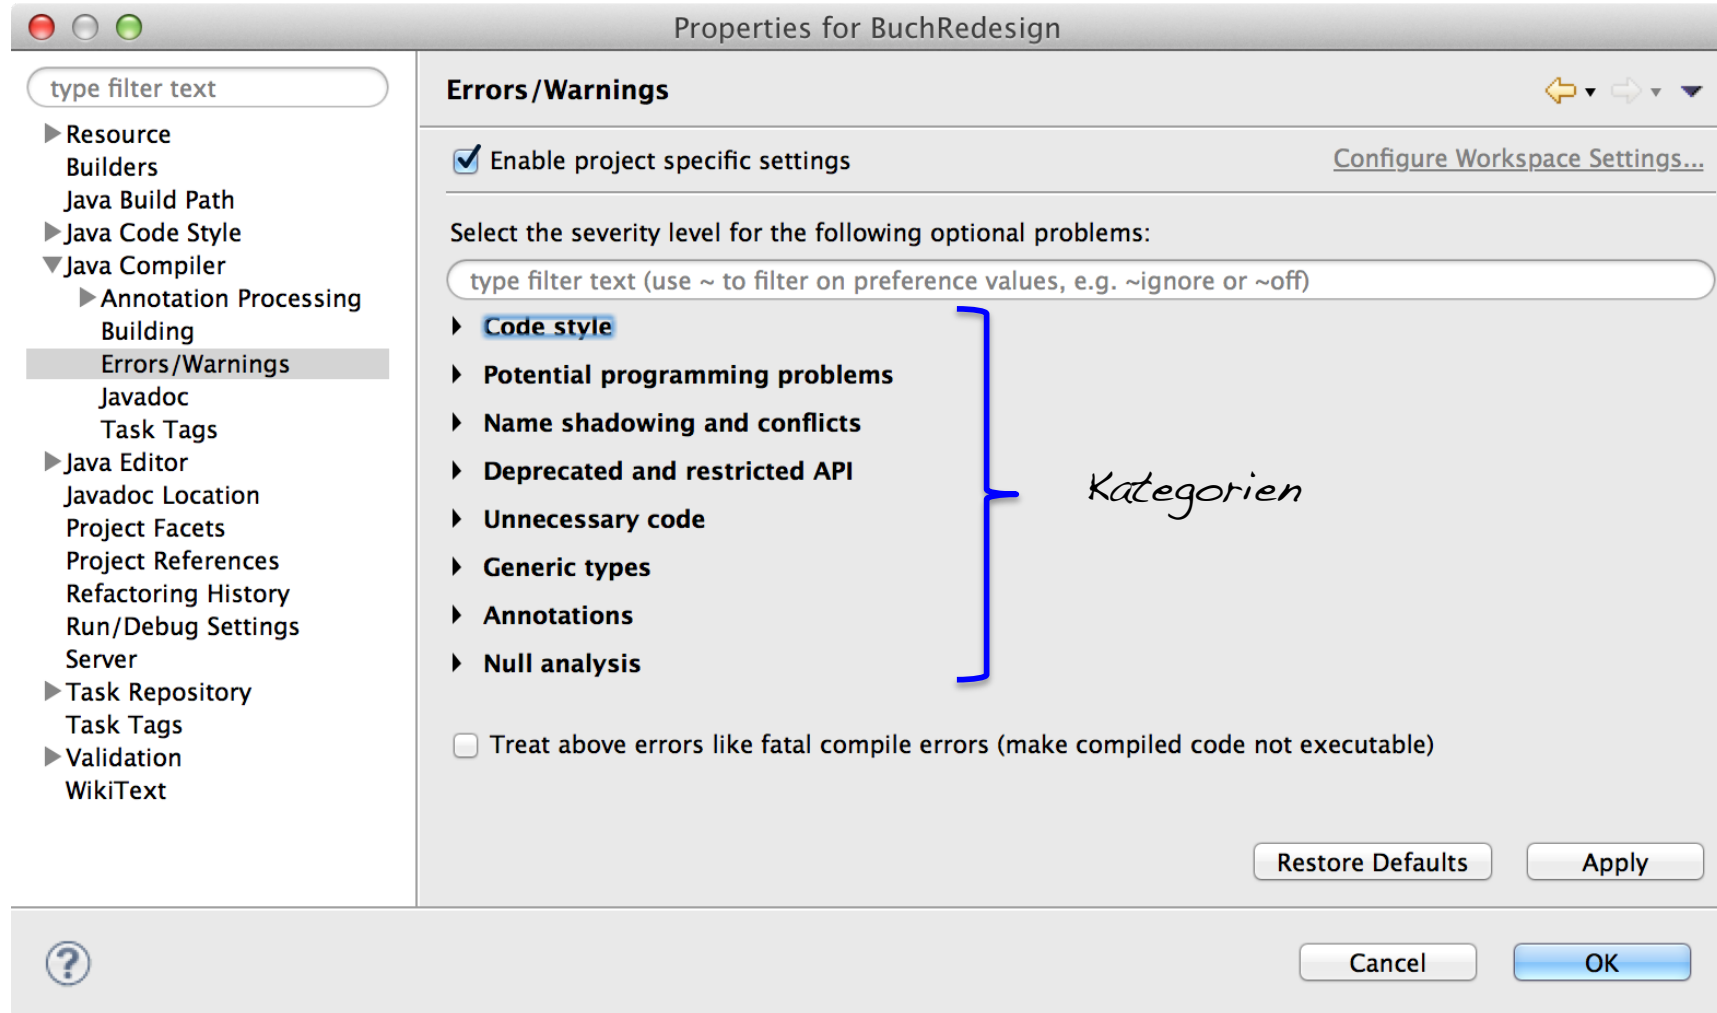 Properties for BuchRedesign
type filter text
Resource
Builders
Java Build Path
Java Code Style
Java Compiler
Annotation Processing
Building
Errors/Warnings
Javadoc
Task Tags
Java Editor
Javadoc Location
Project Facets
Project References
Refactoring History
Run/Debug Settings
Server
Task Repository
Task Tags
Validation
WikiText
Errors/Warnings
Enable project specific settings
Configure Workspace Settings...
Select the severity level for the following optional problems:
type filter text (use ~ to filter on preference values, e.g. ~ignore or ~off)
Code style
Potential programming problems
Name shadowing and conflicts
Deprecated and restricted API
Unnecessary code
Generic types
Annotations
Null analysis
Kategorien
Treat above errors like fatal compile errors (make compiled code not executable)
Restore Defaults
Apply
?
Cancel
OK